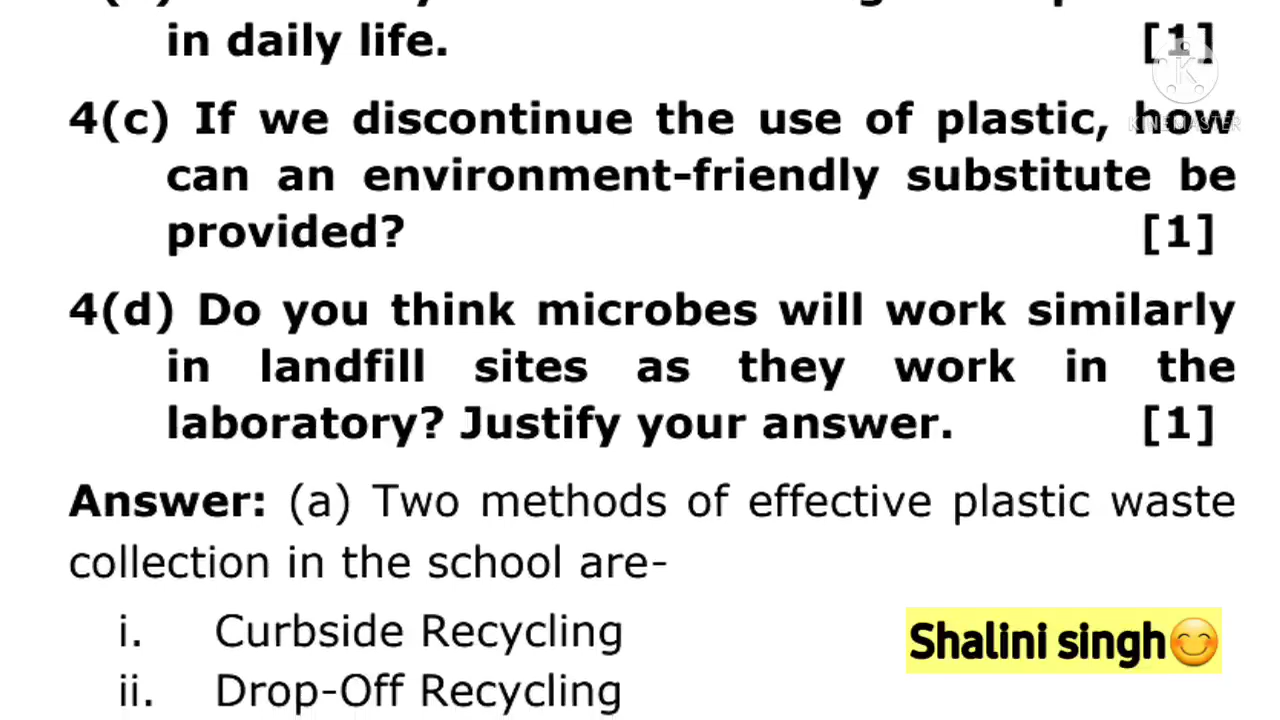 in daily life. [1]
4(c) If we discontinue the use of plastic, how
can an environment-friendly substitute be
provided? [1]
4(d) Do you think microbes will work similarly
in landfill sites as they work in the
laboratory? Justify your answer. [1]
Answer: (a) Two methods of effective plastic waste
collection in the school are-
i. Curbside Recycling
ii. Drop-Off Recycling
Shalini singh😊
K
KINEMASTER